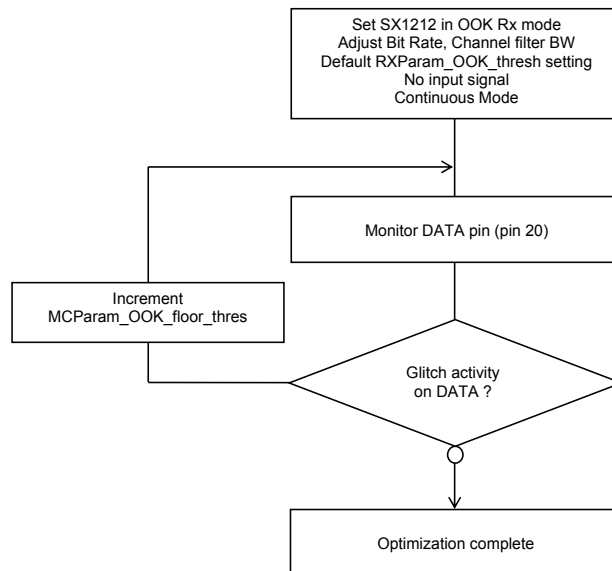 Set SX1212 in OOK Rx mode
Adjust Bit Rate, Channel filter BW
Default RXParam_OOK_thresh setting
No input signal
Continuous Mode
Monitor DATA pin (pin 20)
Increment
MCParam_OOK_floor_thres
Glitch activity
on DATA ?
Optimization complete